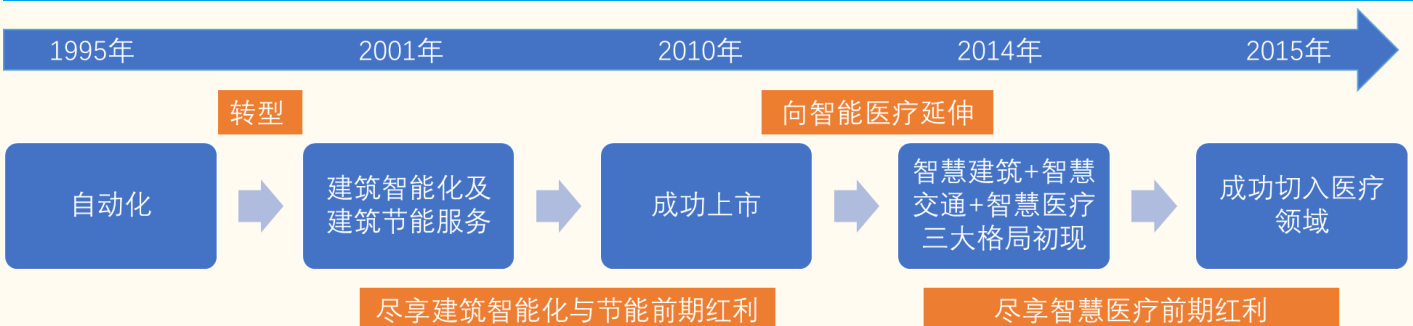 1995年
2001年
2010年
2014年
2015年
转型
向智能医疗延伸
自动化
建筑智能化及
建筑节能服务
成功上市
智慧建筑+智慧
交通+智慧医疗
三大格局初现
成功切入医疗
领域
尽享建筑智能化与节能前期红利
尽享智慧医疗前期红利